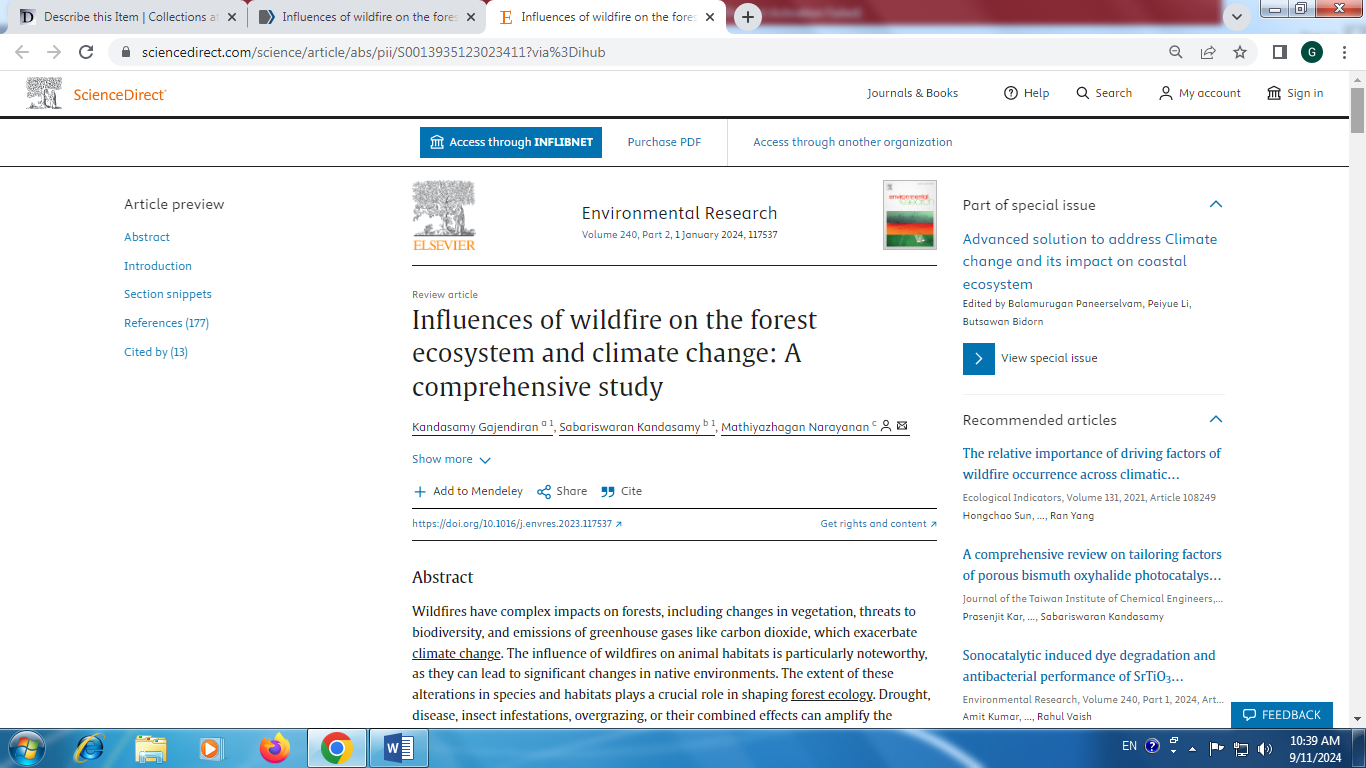 Describe this Item | Collections a
Influences of wildfire on the fores
Influences of wildfire on the fores
sciencedirect.com/science/article/abs/pii/S0013935123023411?via%3Dihub
G
ScienceDirect
Journals & Books
Help
Search
My account
Sign in
Access through INFLIBNET
Purchase PDF
Access through another organization
Article preview
Abstract
Introduction
Section snippets
References (177)
Cited by (13)
ELSEVIER
Environmental Research
Volume 240, Part 2, 1 January 2024, 117537
environmental
Review article
Influences of wildfire on the forest
ecosystem and climate change: A
comprehensive study
Kandasamy Gajendiran a 1, Sabariswaran Kandasamy b 1, Mathiyazhagan Narayanan c
Show more
Add to Mendeley
Share
Cite
https://doi.org/10.1016/j.envres.2023.117537
Get rights and content
Abstract
Wildfires have complex impacts on forests, including changes in vegetation, threats to
biodiversity, and emissions of greenhouse gases like carbon dioxide, which exacerbate
climate change. The influence of wildfires on animal habitats is particularly noteworthy,
as they can lead to significant changes in native environments. The extent of these
alterations in species and habitats plays a crucial role in shaping forest ecology. Drought,
disease, insect infestations, overgrazing, or their combined effects can amplify the
Part of special issue
Advanced solution to address Climate
change and its impact on coastal
ecosystem
Edited by Balamurugan Paneerselvam, Peiyue Li,
Butsawan Bidorn
View special issue
Recommended articles
The relative importance of driving factors of
wildfire occurrence across climatic…
Ecological Indicators, Volume 131, 2021, Article 108249
Hongchao Sun, …, Ran Yang
A comprehensive review on tailoring factors
of porous bismuth oxyhalide photocatalys…
Journal of the Taiwan Institute of Chemical Engineers,…
Prasenjit Kar, …, Sabariswaran Kandasamy
Sonocatalytic induced dye degradation and
antibacterial performance of SrTiO₃…
Environmental Research, Volume 240, Part 1, 2024, Art…
Amit Kumar, …, Rahul Vaish
FEEDBACK
EN
10:39 AM
9/11/2024